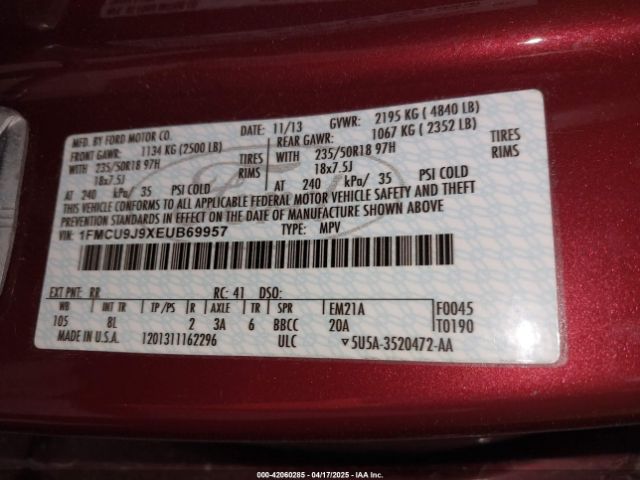 MFD. BY FORD MOTOR CO.
DATE: 11/13 GVWR: 2195 KG ( 4840 LB)
FRONT GAWR: 1134 KG (2500 LB) REAR GAWR: 1067 KG ( 2352 LB)
WITH 235/50R18 97H TIRES WITH 235/50R18 97H TIRES
18x7.5J RIMS 18x7.5J RIMS
AT 240 kPa/ 35 PSI COLD AT 240 kPa/ 35 PSI COLD
THIS VEHICLE CONFORMS TO ALL APPLICABLE FEDERAL MOTOR VEHICLE SAFETY AND THEFT
PREVENTION STANDARDS IN EFFECT ON THE DATE OF MANUFACTURE SHOWN ABOVE.
VIN: 1FMCU9J9XEUB69957 TYPE: MPV
EXT PNT: RR RC: 41 DSO:
WB INT TR TP /PS R AXLE TR SPR EM21A F0045
105 8L 2 3A 6 BBCC 20A T0190
MADE IN U.S.A. 1201311162296 ULC ▽5U5A-3520472-AA
000-42060285 - 04/17/2025 - IAA Inc.